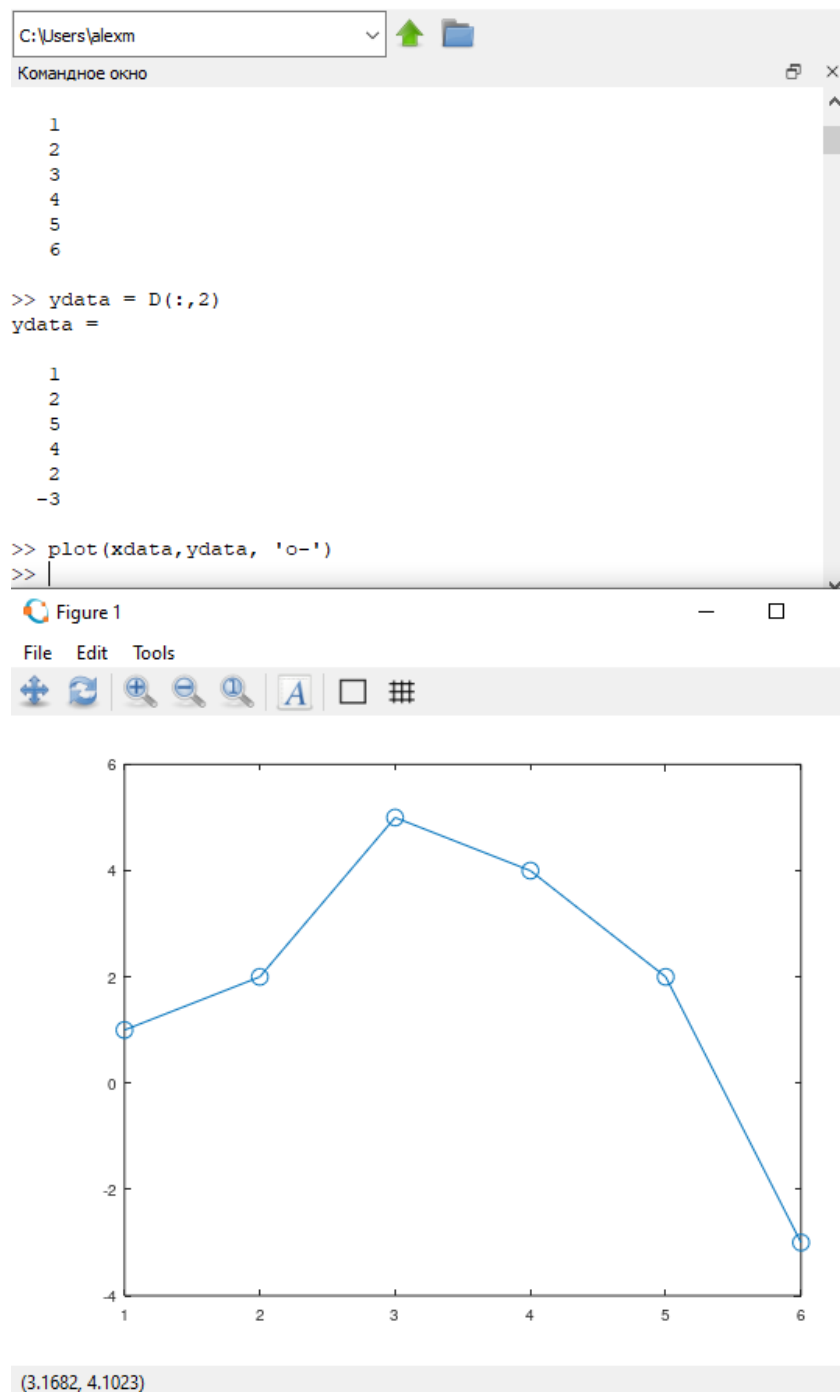 C:\Users\alexm
Командное окно
1
2
3
4
5
6
>> ydata = D(:,2)
ydata =
1
2
5
4
2
-3
>> plot(xdata,ydata, 'o-')
>>
Figure 1
File Edit Tools
A
6
4
2
0
-2
-4
1 2 3 4 5 6
(3.1682, 4.1023)